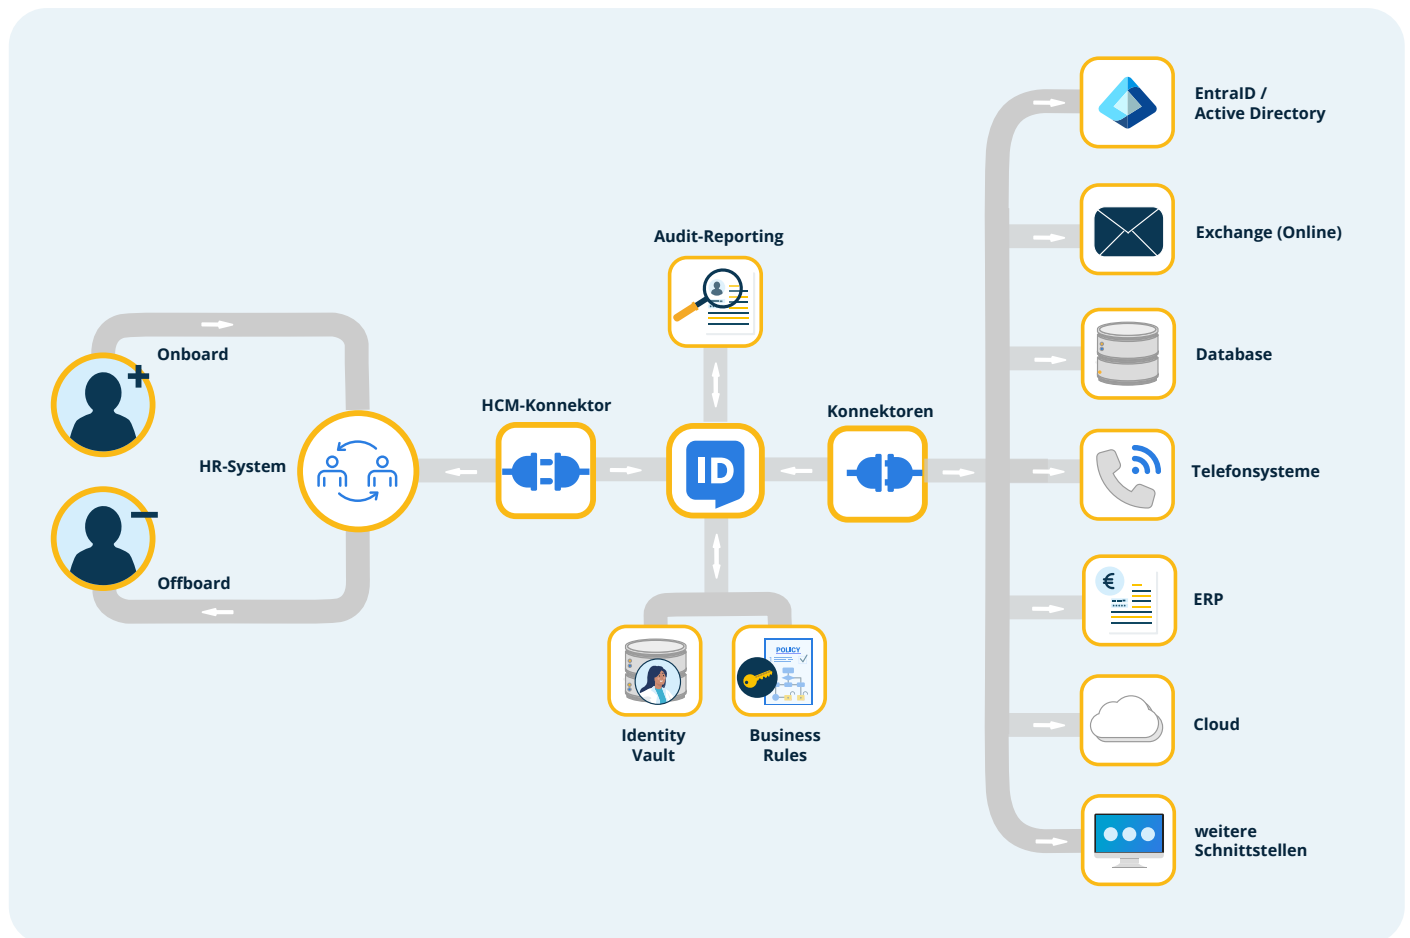 EntraID /
Active Directory
Exchange (Online)
Audit-Reporting
Onboard
Database
HCM-Konnektor
Konnektoren
HR-System
ID
Telefonsysteme
Offboard
€
ERP
POLICY
Identity
Vault
Business
Rules
Cloud
weitere
Schnittstellen